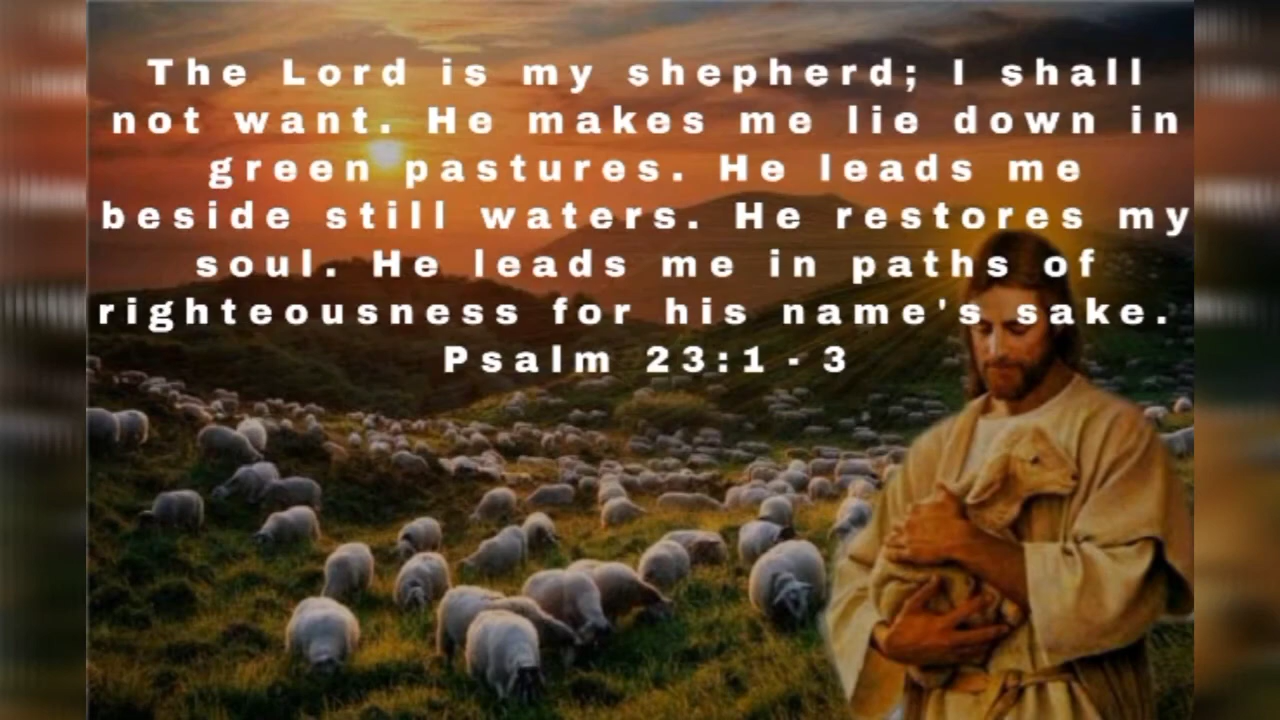 The Lord is my shepherd; I shall
not want. He makes me lie down in
green pastures. He leads me
beside still waters. He restores my
soul. He leads me in paths of
righteousness for his name's sake.
Psalm 23:1 - 3